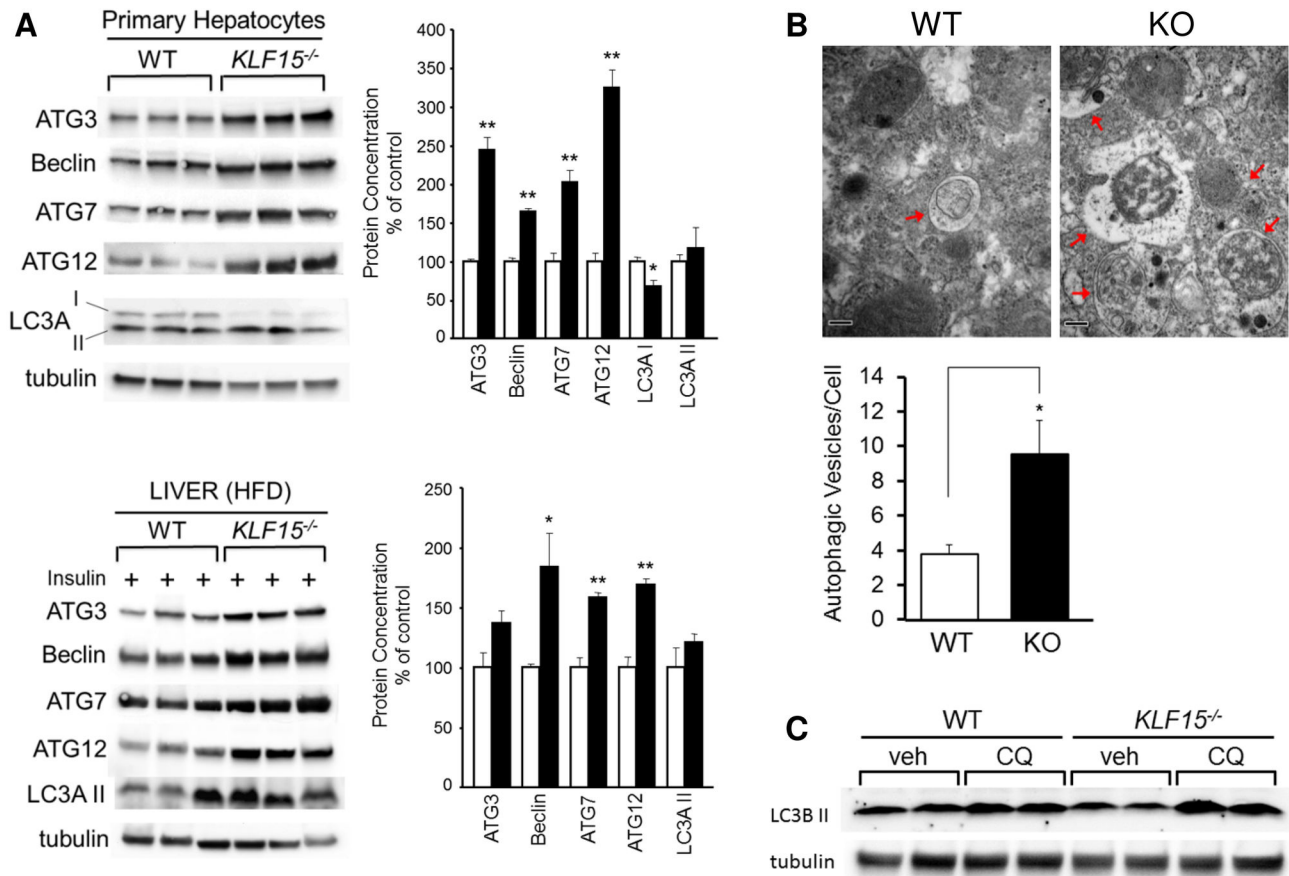 A
Primary Hepatocytes
WT KLF15-/-
ATG3
Beclin
ATG7
ATG12
I
LC3A
II
tubulin
Protein Concentration
% of control
400
350
300
250
200
150
100
50
0
**
**
**
**
*
ATG3
Beclin
ATG7
ATG12
LC3A I
LC3A II
LIVER (HFD)
WT KLF15-/-
Insulin + + + + + +
ATG3
Beclin
ATG7
ATG12
LC3A II
tubulin
Protein Concentration
% of control
250
200
150
100
50
0
*
**
**
ATG3
Beclin
ATG7
ATG12
LC3A II
B
WT KO
Autophagic Vesicles/Cell
14
12
10
8
6
4
2
0
*
WT KO
C
WT KLF15-/-
veh CQ veh CQ
LC3B II
tubulin